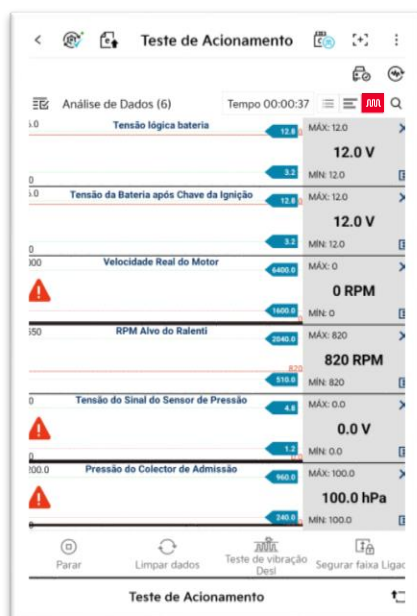 Teste de Acionamento
Análise de Dados (6) Tempo 00:00:37
Tensão lógica bateria
12.8
3.2
0
MÁX: 12.0
12.0 V
MÍN: 12.0
Tensão da Bateria após Chave da Ignição
12.8
3.2
0
MÁX: 12.0
12.0 V
MÍN: 12.0
Velocidade Real do Motor
6400.0
1600.0
MÁX: 0
0 RPM
MÍN: 0
RPM Alvo do Ralenti
2040.0
820
510.0
MÁX: 820
820 RPM
MÍN: 820
Tensão do Sinal do Sensor de Pressão
4.8
1.2
MÁX: 0.0
0.0 V
MÍN: 0.0
Pressão do Colector de Admissão
960.0
240.0
MÁX: 100.0
100.0 hPa
MÍN: 100.0
Parar
Limpar dados
Teste de vibração
Desl
Segurar faixa Ligac
Teste de Acionamento